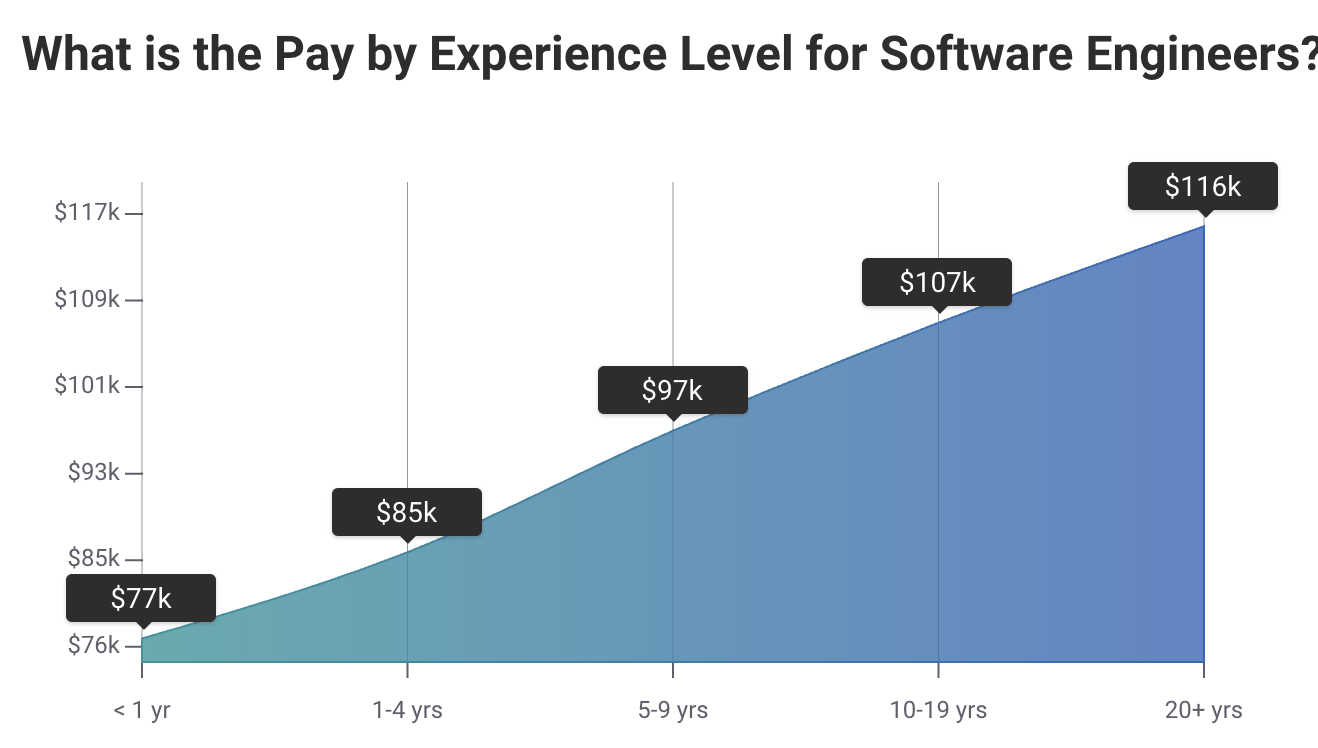 What is the Pay by Experience Level for Software Engineers?
$116k
$117k
$107k
$109k
$101k
$97k
$93k
$85k
$85k
$77k
$76k
< 1 yr 1-4 yrs 5-9 yrs 10-19 yrs 20+ yrs